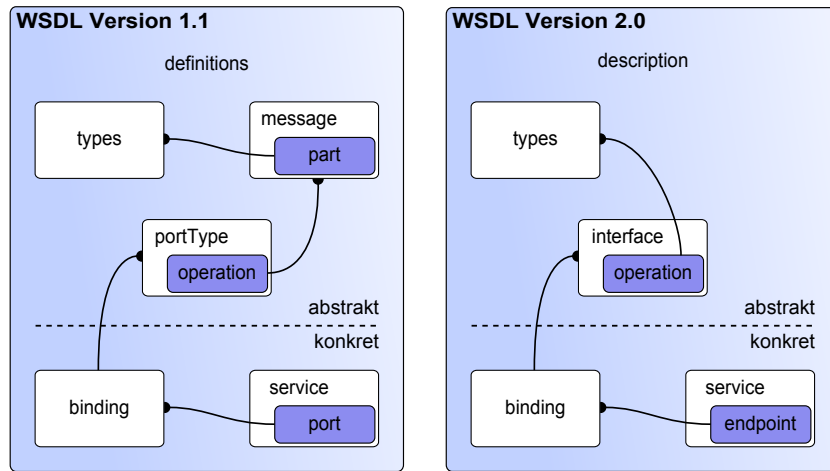 WSDL Version 1.1
definitions
types
message
part
portType
operation
abstrakt
konkret
binding
service
port
WSDL Version 2.0
description
types
interface
operation
abstrakt
konkret
binding
service
endpoint